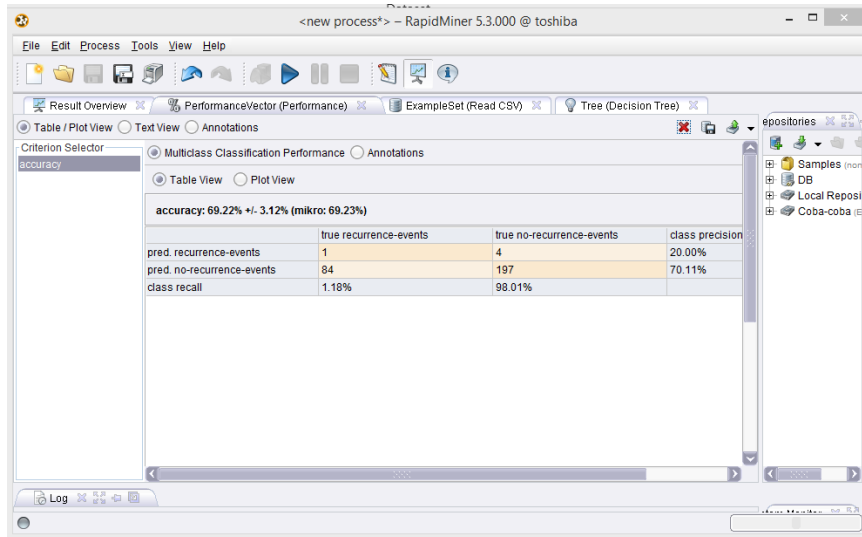 Dataset
<new process*> – RapidMiner 5.3.000 @ toshiba
File Edit Process Tools View Help
Result Overview PerformanceVector (Performance) ExampleSet (Read CSV) Tree (Decision Tree)
Table / Plot View Text View Annotations
Criterion Selector
accuracy
Multiclass Classification Performance Annotations
Table View Plot View
accuracy: 69.22% +/- 3.12% (mikro: 69.23%)
true recurrence-events true no-recurrence-events class precision
pred. recurrence-events 1 4 20.00%
pred. no-recurrence-events 84 197 70.11%
class recall 1.18% 98.01%
epositories
Samples (non
DB
Local Reposi
Coba-coba (E
Log